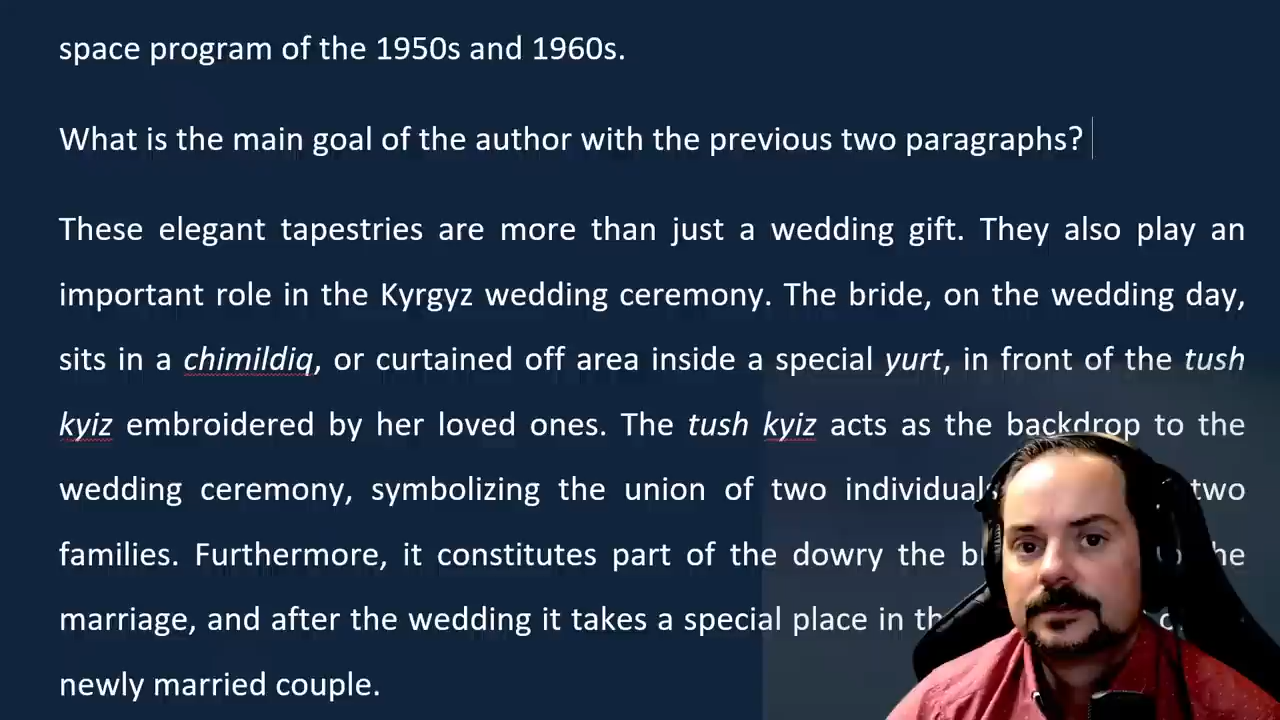 space program of the 1950s and 1960s.
What is the main goal of the author with the previous two paragraphs?
These elegant tapestries are more than just a wedding gift. They also play an
important role in the Kyrgyz wedding ceremony. The bride, on the wedding day,
sits in a chimildiq, or curtained off area inside a special yurt, in front of the tush
kyiz embroidered by her loved ones. The tush kyiz acts as the backdrop to the
wedding ceremony, symbolizing the union of two individuals two
families. Furthermore, it constitutes part of the dowry the
marriage, and after the wedding it takes a special place in
newly married couple.